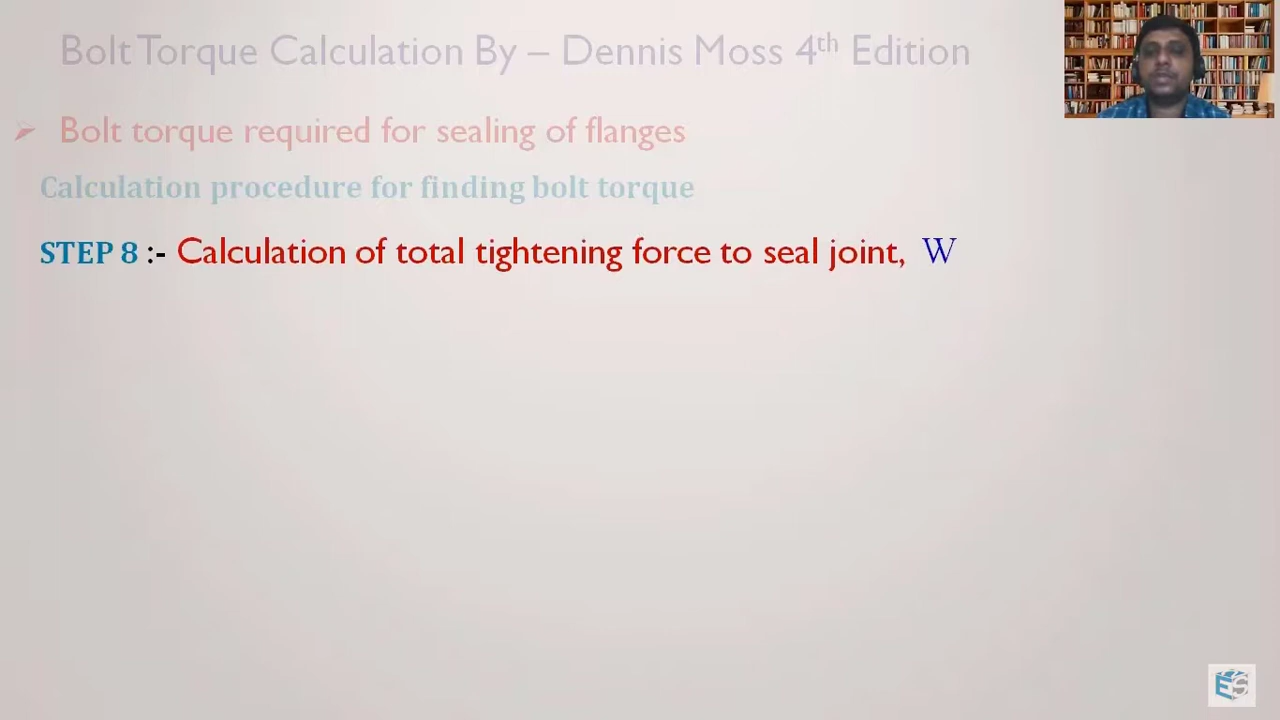 Bolt Torque Calculation By – Dennis Moss 4th Edition
➢ Bolt torque required for sealing of flanges
Calculation procedure for finding bolt torque
STEP 8 :- Calculation of total tightening force to seal joint, W
ES